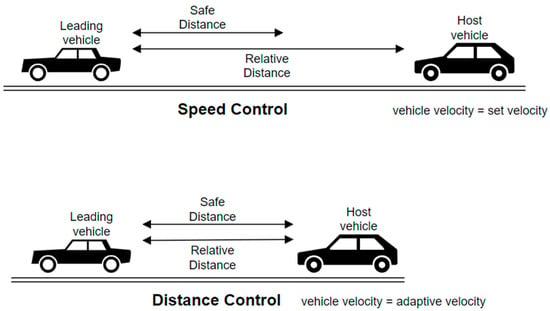 Safe
Distance
Leading
vehicle
Host
vehicle
Relative
Distance
Speed Control
vehicle velocity = set velocity
Safe
Distance
Leading
vehicle
Host
vehicle
Relative
Distance
Distance Control
vehicle velocity = adaptive velocity